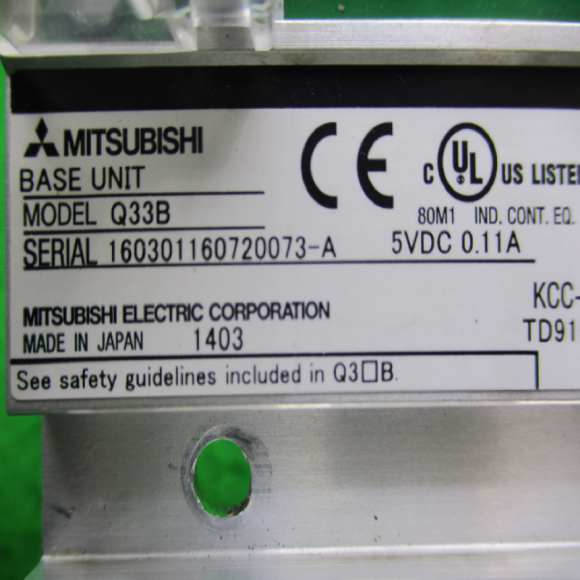 MITSUBISHI
BASE UNIT
MODEL Q33B
SERIAL 160301160720073-A
CE
C UL US LISTE
80M1 IND. CONT. EQ.
5VDC 0.11A
KCC-
MITSUBISHI ELECTRIC CORPORATION
MADE IN JAPAN 1403
TD91
See safety guidelines included in Q3□B.